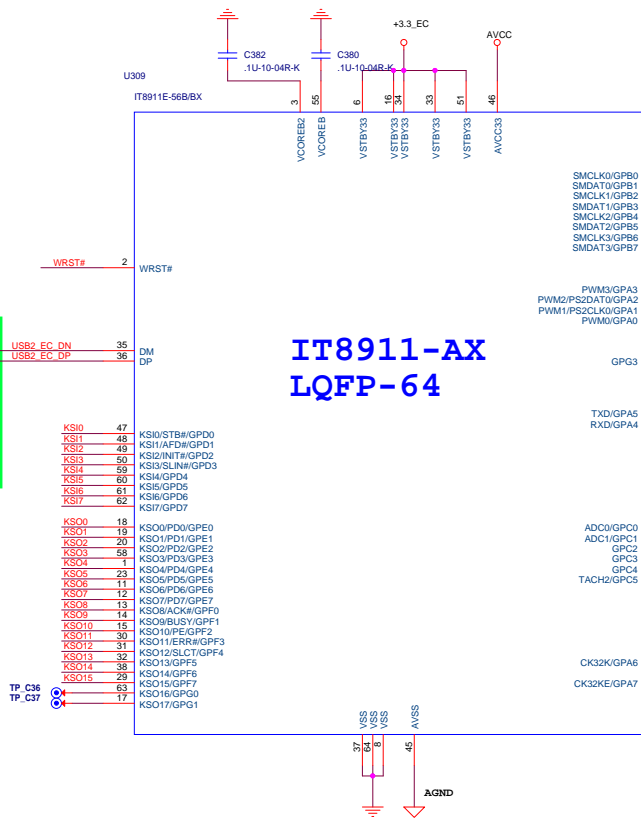 +3.3_EC
AVCC
C382
.1U-10-04R-K
C380
.1U-10-04R-K
U309
IT8911E-56B/BX
3
55
6
16
34
33
51
46
VCOREB2
VCOREB
VSTBY33
VSTBY33
VSTBY33
VSTBY33
VSTBY33
AVCC33
SMCLK0/GPB0
SMDAT0/GPB1
SMCLK1/GPB2
SMDAT1/GPB3
SMCLK2/GPB4
SMDAT2/GPB5
SMCLK3/GPB6
SMDAT3/GPB7
WRST# 2 WRST#
PWM3/GPA3
PWM2/PS2DAT0/GPA2
PWM1/PS2CLK0/GPA1
PWM0/GPA0
IT8911-AX
LQFP-64
USB2_EC_DN 35 DM
USB2_EC_DP 36 DP
GPG3
TXD/GPA5
RXD/GPA4
KSI0 47 KSI0/STB#/GPD0
KSI1 48 KSI1/AFD#/GPD1
KSI2 49 KSI2/INIT#/GPD2
KSI3 50 KSI3/SLIN#/GPD3
KSI4 59 KSI4/GPD4
KSI5 60 KSI5/GPD5
KSI6 61 KSI6/GPD6
KSI7 62 KSI7/GPD7
KSO0 18 KSO0/PD0/GPE0
KSO1 19 KSO1/PD1/GPE1
KSO2 20 KSO2/PD2/GPE2
KSO3 58 KSO3/PD3/GPE3
KSO4 1 KSO4/PD4/GPE4
KSO5 23 KSO5/PD5/GPE5
KSO6 11 KSO6/PD6/GPE6
KSO7 12 KSO7/PD7/GPE7
KSO8 13 KSO8/ACK#/GPF0
KSO9 14 KSO9/BUSY/GPF1
KSO10 15 KSO10/PE/GPF2
KSO11 30 KSO11/ERR#/GPF3
KSO12 31 KSO12/SLCT/GPF4
KSO13 32 KSO13/GPF5
KSO14 38 KSO14/GPF6
KSO15 29 KSO15/GPF7
TP_C36 63 KSO16/GPG0
TP_C37 17 KSO17/GPG1
ADC0/GPC0
ADC1/GPC1
GPC2
GPC3
GPC4
TACH2/GPC5
CK32K/GPA6
CK32KE/GPA7
VSS
VSS
VSS
AVSS
37
64
8
45
AGND